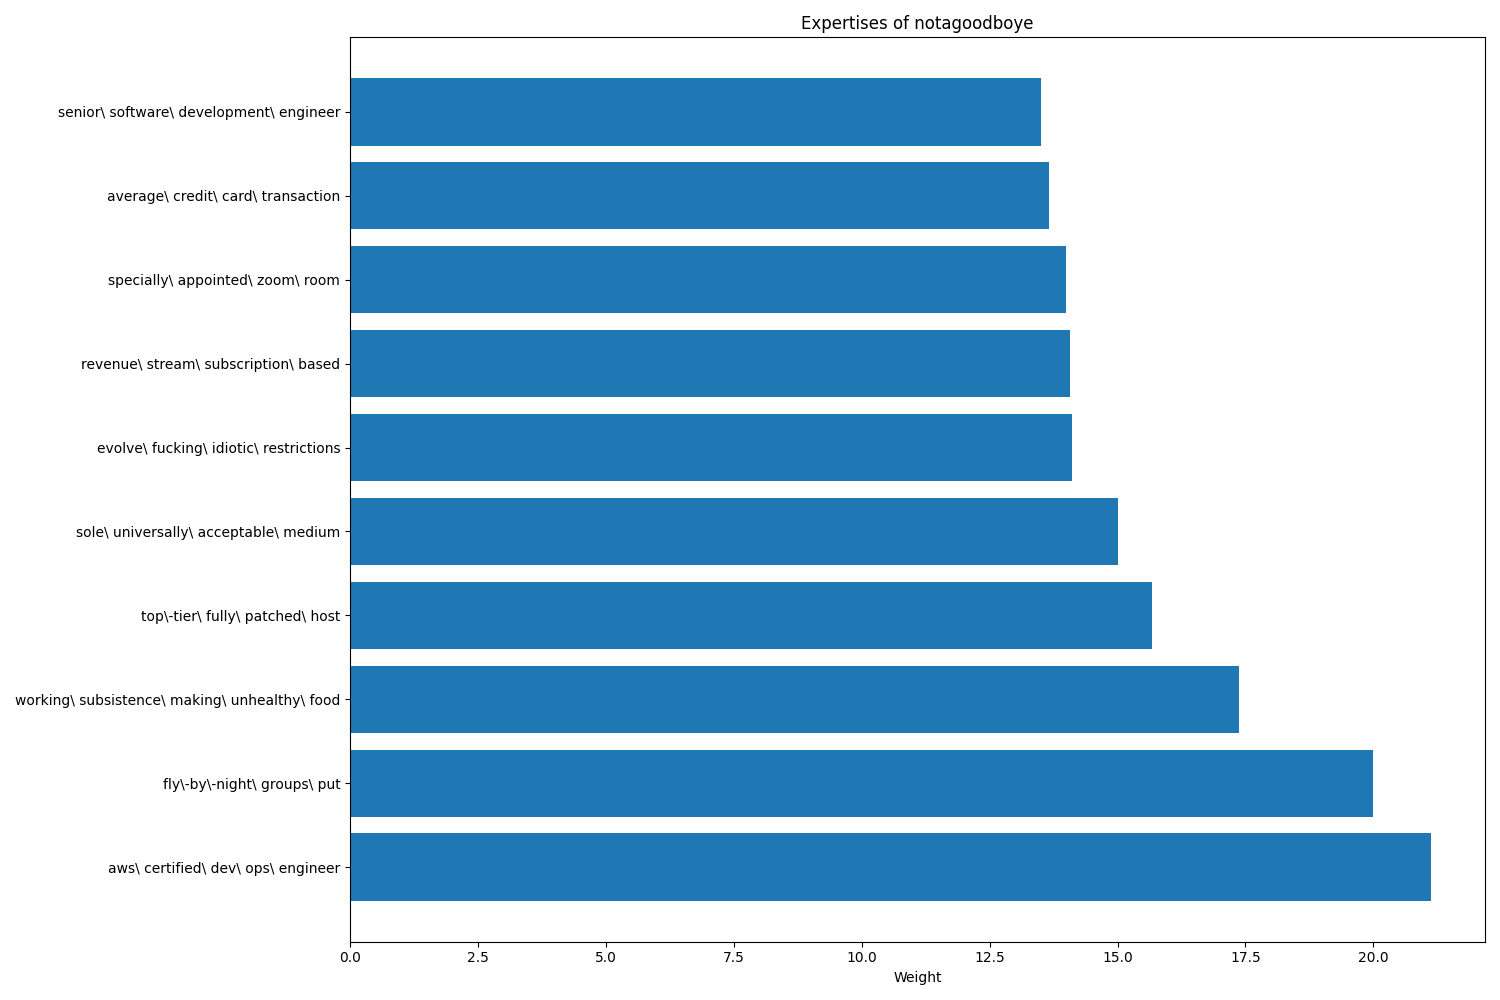 Expertises of notagoodboye
senior\ software\ development\ engineer
average\ credit\ card\ transaction
specially\ appointed\ zoom\ room
revenue\ stream\ subscription\ based
evolve\ fucking\ idiotic\ restrictions
sole\ universally\ acceptable\ medium
top\-tier\ fully\ patched\ host
working\ subsistence\ making\ unhealthy\ food
fly\-by\-night\ groups\ put
aws\ certified\ dev\ ops\ engineer
0.0 2.5 5.0 7.5 10.0 12.5 15.0 17.5 20.0
Weight